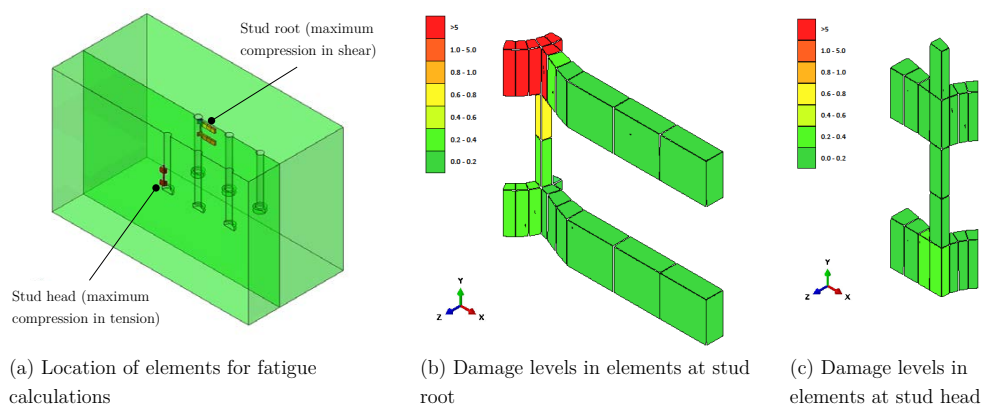 Stud root (maximum
compression in shear)
Stud head (maximum
compression in tension)
(a) Location of elements for fatigue
calculations
>5
1.0 - 5.0
0.8 - 1.0
0.6 - 0.8
0.4 - 0.6
0.2 - 0.4
0.0 - 0.2
Y
Z
X
(b) Damage levels in elements at stud
root
>5
1.0 - 5.0
0.8 - 1.0
0.6 - 0.8
0.4 - 0.6
0.2 - 0.4
0.0 - 0.2
Y
Z
X
(c) Damage levels in
elements at stud head